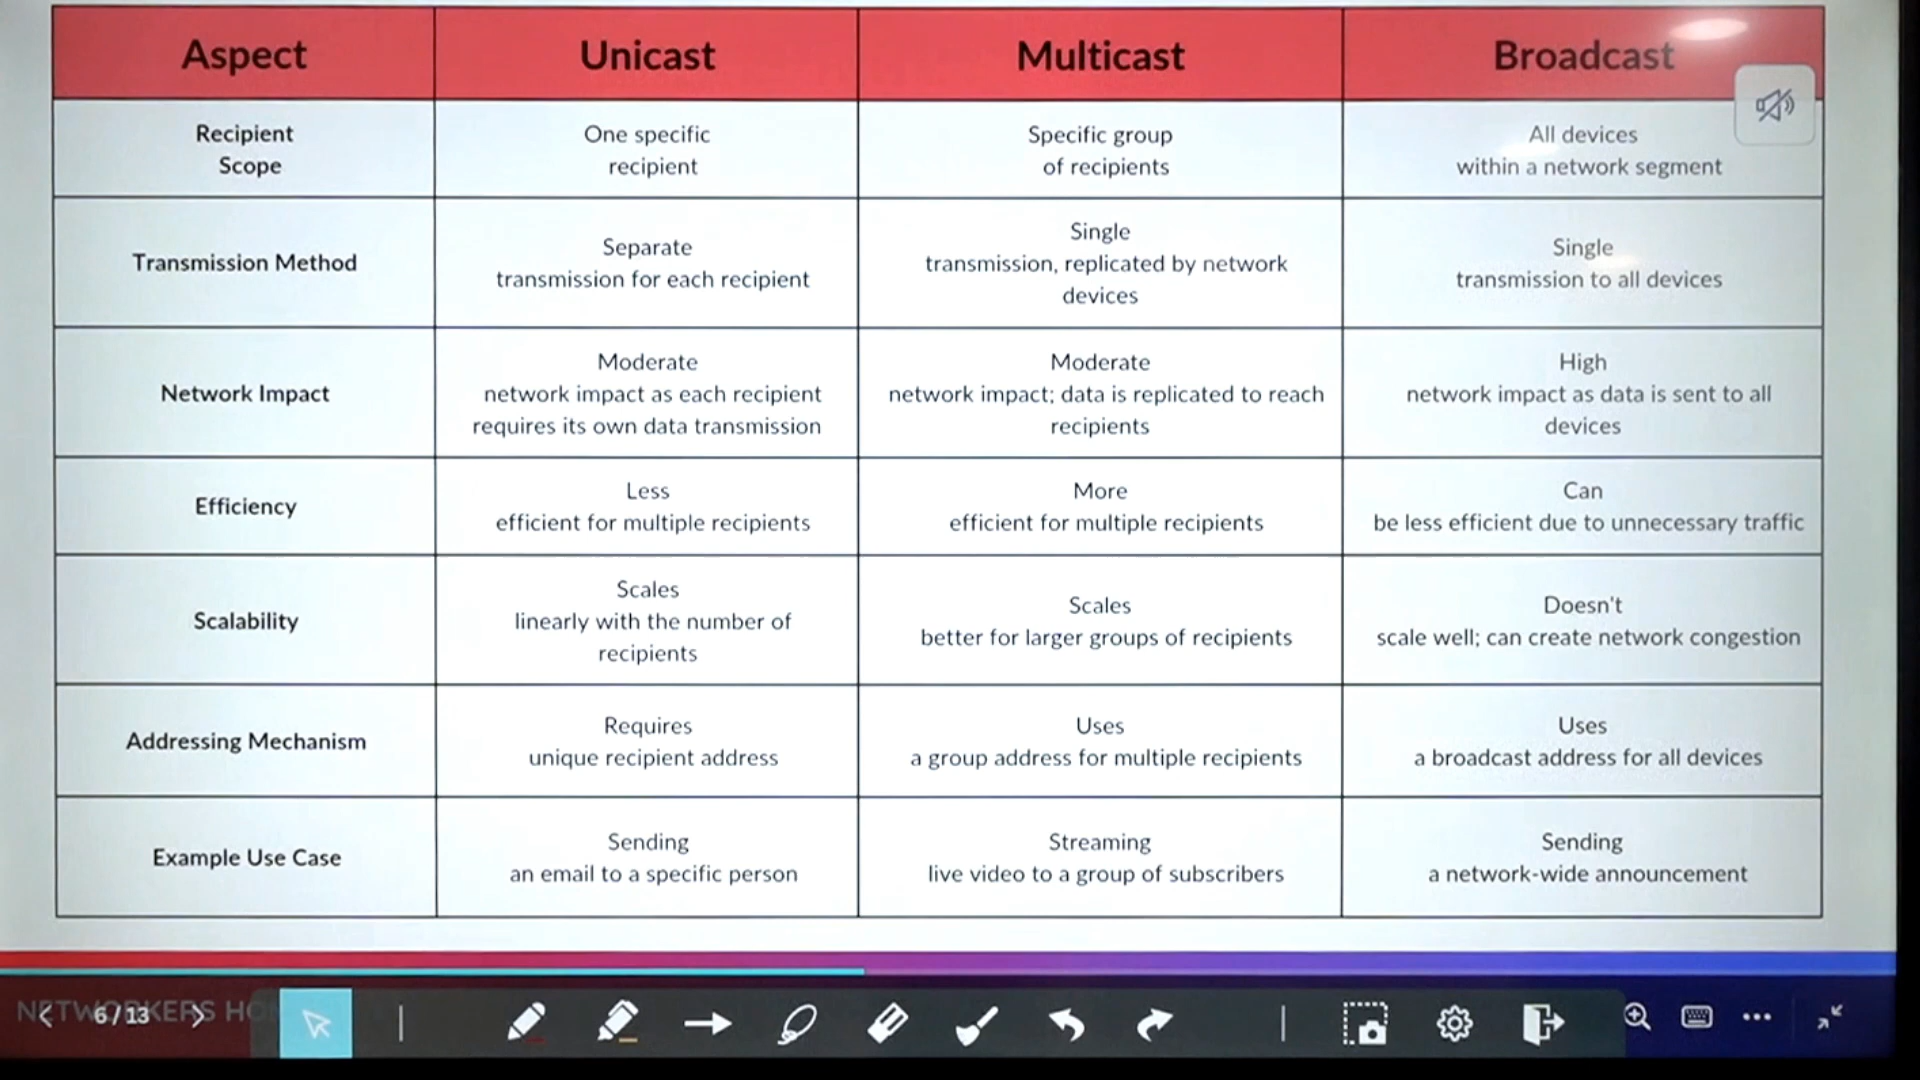 Aspect
Unicast
Multicast
Broadcast
Recipient
Scope
One specific
recipient
Specific group
of recipients
All devices
within a network segment
Transmission Method
Separate
transmission for each recipient
Single
transmission, replicated by network
devices
Single
transmission to all devices
Network Impact
Moderate
network impact as each recipient
requires its own data transmission
Moderate
network impact; data is replicated to reach
recipients
High
network impact as data is sent to all
devices
Efficiency
Less
efficient for multiple recipients
More
efficient for multiple recipients
Can
be less efficient due to unnecessary traffic
Scalability
Scales
linearly with the number of
recipients
Scales
better for larger groups of recipients
Doesn't
scale well; can create network congestion
Addressing Mechanism
Requires
unique recipient address
Uses
a group address for multiple recipients
Uses
a broadcast address for all devices
Example Use Case
Sending
an email to a specific person
Streaming
live video to a group of subscribers
Sending
a network-wide announcement
NETWORKERS
6/13